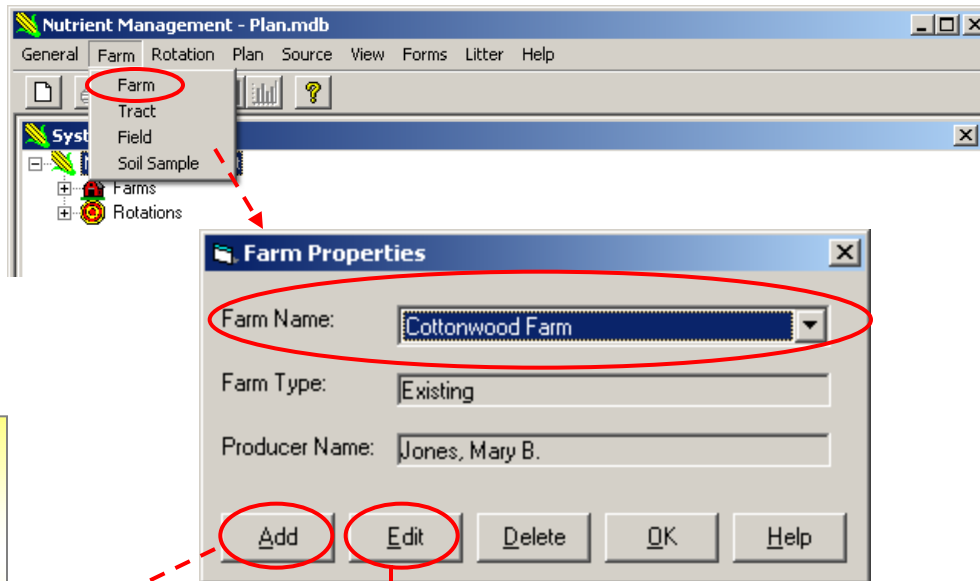 Nutrient Management - Plan.mdb
General Farm Rotation Plan Source View Forms Litter Help
Farm
Tract
Field
Soil Sample
Syst
Farms
Rotations
Farm Properties
Farm Name: Cottonwood Farm
Farm Type: Existing
Producer Name: Jones, Mary B.
Add Edit Delete OK Help